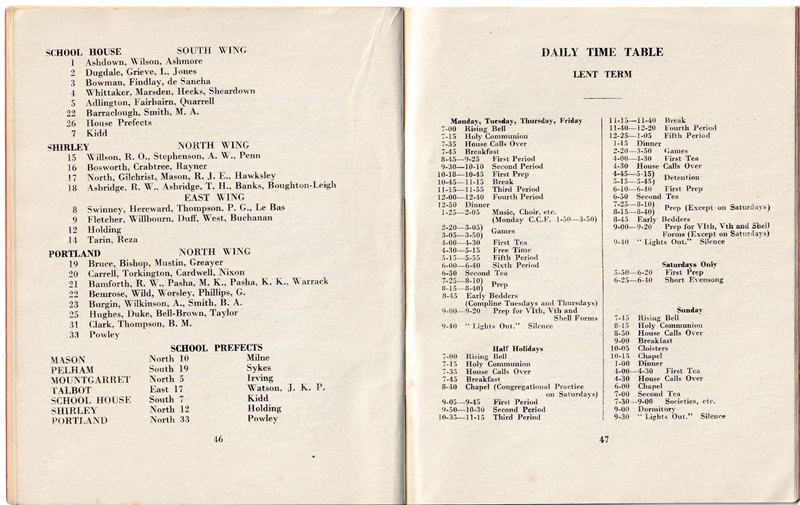 SCHOOL HOUSE SOUTH WING
1 Ashdown, Wilson, Ashmore
2 Dugdale, Grieve, I., Jones
3 Bowman, Findlay, de Sancha
4 Whittaker, Marsden, Hecks, Sheardown
5 Adlington, Fairbairn, Quarrell
22 Barraclough, Smith, M. A.
26 House Prefects
7 Kidd
SHIRLEY NORTH WING
15 Willson, R. O., Stephenson, A. W., Penn
16 Bosworth, Crabtree, Rayner
17 North, Gilchrist, Mason, R. J. E., Hawksley
18 Asbridge, R. W., Asbridge, T. H., Banks, Boughton-Leigh
EAST WING
8 Swinney, Hereward, Thompson, P. G., Le Bas
9 Fletcher, Willbourn, Duff, West, Buchanan
12 Holding
14 Tarin, Reza
PORTLAND NORTH WING
19 Bruce, Bishop, Mustin, Greayer
20 Carrell, Torkington, Cardwell, Nixon
21 Bamforth, R. W., Pasha, M. K., Pasha, K. K., Warrack
22 Bemrose, Wild, Worsley, Phillips, G.
23 Burgin, Wilkinson, A., Smith, B. A.
25 Hughes, Duke, Bell-Brown, Taylor
31 Clark, Thompson, B. M.
33 Powley
SCHOOL PREFECTS
MASON North 10 Milne
PELHAM South 19 Sykes
MOUNTGARRET North 5 Irving
TALBOT East 17 Watson, J. K. P.
SCHOOL HOUSE South 7 Kidd
SHIRLEY North 12 Holding
PORTLAND North 33 Powley
46
DAILY TIME TABLE
LENT TERM
Monday, Tuesday, Thursday, Friday
7-00 Rising Bell
7-15 Holy Communion
7-35 House Calls Over
7-45 Breakfast
8-45—9-25 First Period
9-30—10-10 Second Period
10-18—10-45 First Prep
10-45—11-15 Break
11-15—11-55 Third Period
12-00—12-40 Fourth Period
12-50 Dinner
1-25—2-05 Music, Choir, etc.
(Monday C.C.F. 1-50—3-50)
2-20—3-05)
3-05—3-50) Games
4-00—4-30 First Tea
4-30—5-15 Free Time
5-15—5-55 Fifth Period
6-00—6-40 Sixth Period
6-50 Second Tea
7-25—8-10)
8-15—8-40) Prep
8-45 Early Bedders
(Compline Tuesdays and Thursdays)
9-00—9-20 Prep for VIth, Vth and
Shell Forms
9-40 "Lights Out." Silence
Half Holidays
7-00 Rising Bell
7-15 Holy Communion
7-35 House Calls Over
7-45 Breakfast
8-40 Chapel (Congregational Practice
on Saturdays)
9-05—9-45 First Period
9-50—10-30 Second Period
10-35—11-15 Third Period
11-15—11-40 Break
11-40—12-20 Fourth Period
12-25—1-05 Fifth Period
1-15 Dinner
2-20—3-50 Games
4-00—4-30 First Tea
4-30 House Calls Over
4-45—5-15)
5-15—5-45) Detention
6-10—6-40 First Prep
6-50 Second Tea
7-25—8-10)
8-15—8-40) Prep (Except on Saturdays)
8-45 Early Bedders
9-00—9-20 Prep for VIth, Vth and Shell
Forms (Except on Saturdays)
9-40 "Lights Out." Silence
Saturdays Only
5-50—6-20 First Prep
6-25—6-40 Short Evensong
Sunday
7-45 Rising Bell
8-15 Holy Communion
8-50 House Calls Over
9-00 Breakfast
10-05 Cloisters
10-15 Chapel
1-00 Dinner
4-00—4-30 First Tea
4-30 House Calls Over
6-00 Chapel
7-00 Second Tea
7-30—9-00 Societies, etc.
9-00 Dormitory
9-30 "Lights Out." Silence
47